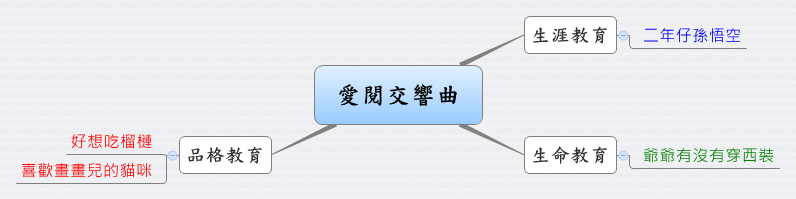 愛閱交響曲
生涯教育
二年仔孫悟空
生命教育
爺爺有沒有穿西裝
品格教育
好想吃榴槤
喜歡畫畫兒的貓咪